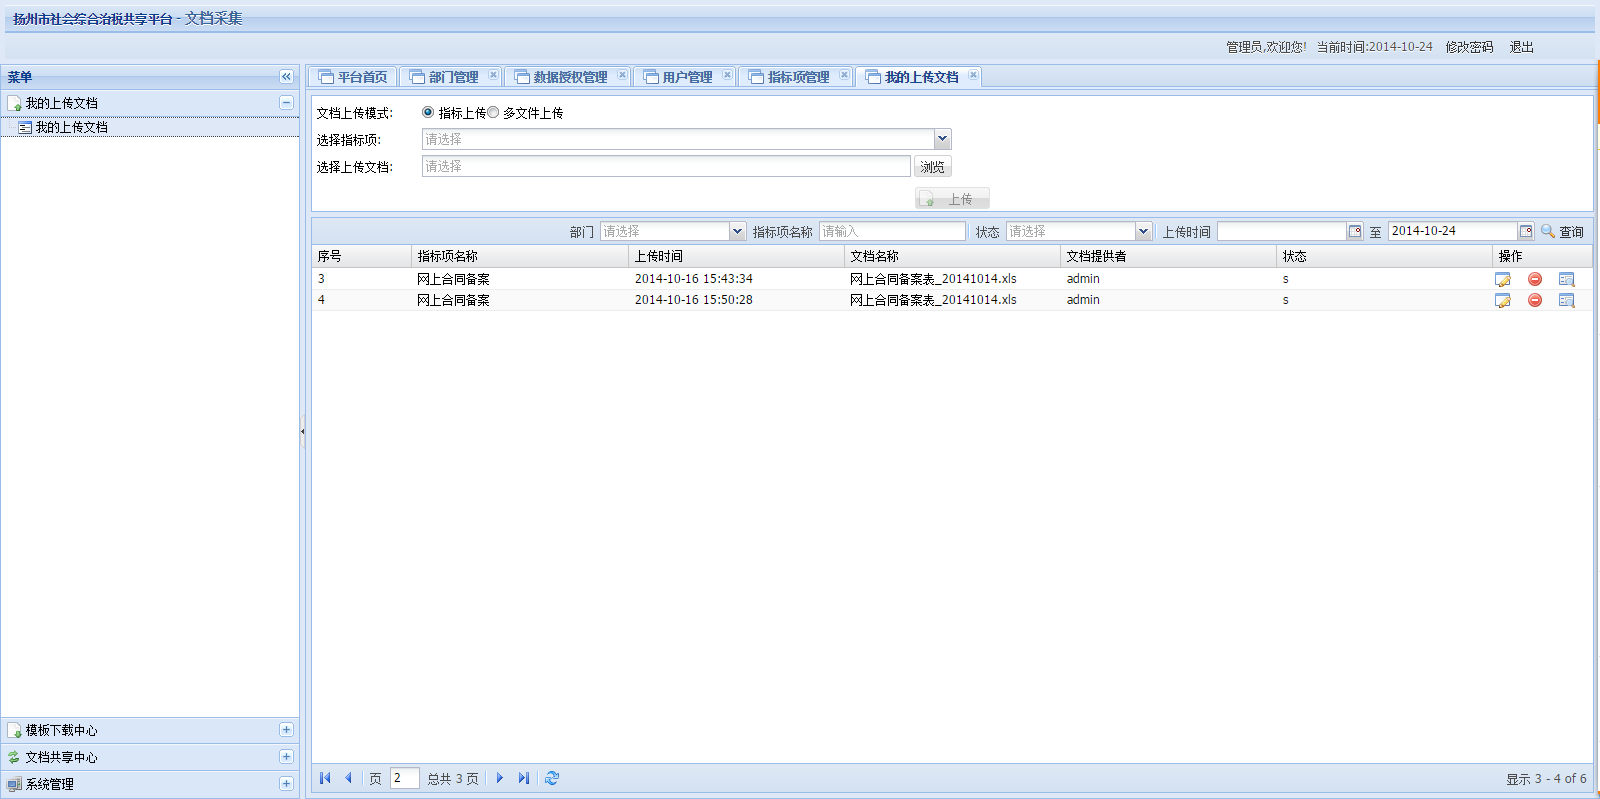 扬州市社会综合治税共享平台 - 文档采集
管理员,欢迎您! 当前时间:2014-10-24 修改密码 退出
菜单
我的上传文档
我的上传文档
模板下载中心
文档共享中心
系统管理
平台首页 部门管理 数据授权管理 用户管理 指标项管理 我的上传文档
文档上传模式: 指标上传 多文件上传
选择指标项: 请选择
选择上传文档: 请选择 浏览
上传
部门 请选择 指标项名称 请输入 状态 请选择 上传时间 至 2014-10-24 查询
序号 指标项名称 上传时间 文档名称 文档提供者 状态 操作
3 网上合同备案 2014-10-16 15:43:34 网上合同备案表_20141014.xls admin s
4 网上合同备案 2014-10-16 15:50:28 网上合同备案表_20141014.xls admin s
页 2 总共 3 页
显示 3 - 4 of 6